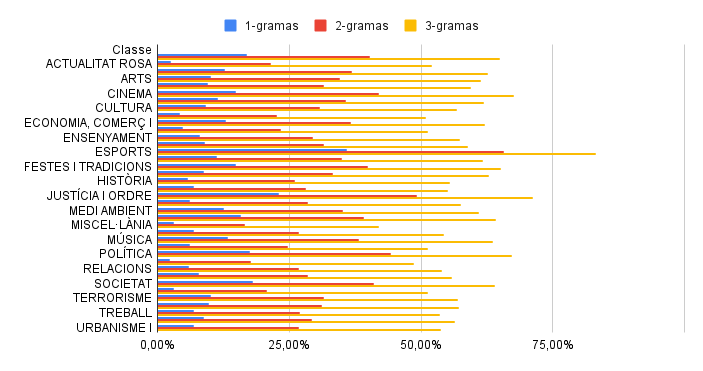 1-gramas 2-gramas 3-gramas
Classe
ACTUALITAT ROSA
ARTS
CINEMA
CULTURA
ECONOMIA, COMERÇ I
ENSENYAMENT
ESPORTS
FESTES I TRADICIONS
HISTÒRIA
JUSTÍCIA I ORDRE
MEDI AMBIENT
MISCEL·LÀNIA
MÚSICA
POLÍTICA
RELACIONS
SOCIETAT
TERRORISME
TREBALL
URBANISME I
0,00% 25,00% 50,00% 75,00%